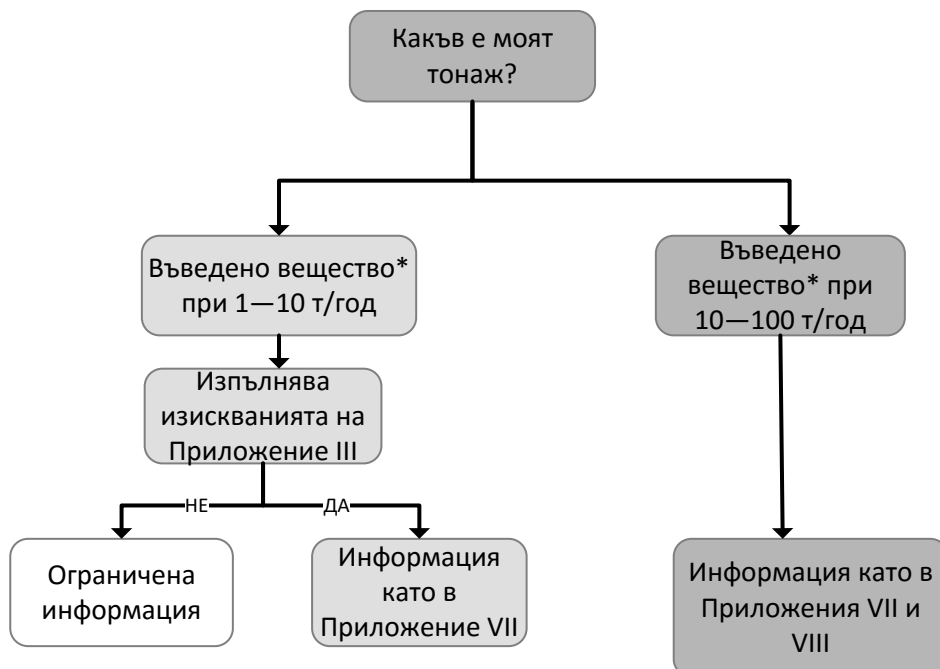 Какъв е моят
тонаж?
Въведено вещество*
при 1—10 т/год
Въведено
вещество* при
10—100 т/год
Изпълнява
изискванията на
Приложение III
НЕ
ДА
Ограничена
информация
Информация
като в
Приложение VII
Информация като в
Приложения VII и
VIII